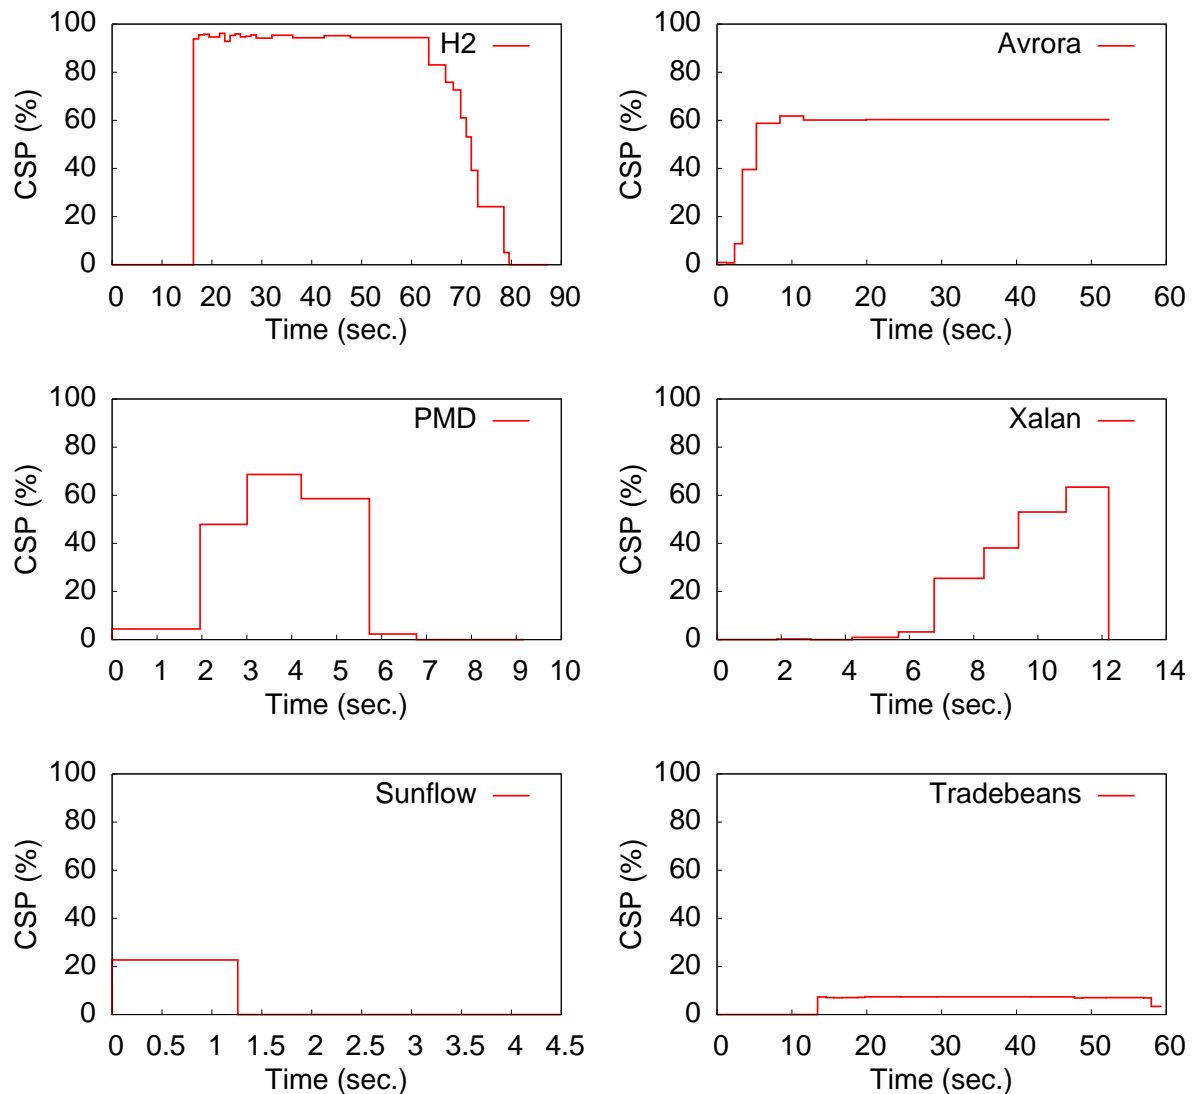 100
80
60
40
20
0
CSP (%)
H2
0 10 20 30 40 50 60 70 80 90
Time (sec.)
100
80
60
40
20
0
CSP (%)
Avrora
0 10 20 30 40 50 60
Time (sec.)
100
80
60
40
20
0
CSP (%)
PMD
0 1 2 3 4 5 6 7 8 9 10
Time (sec.)
100
80
60
40
20
0
CSP (%)
Xalan
0 2 4 6 8 10 12 14
Time (sec.)
100
80
60
40
20
0
CSP (%)
Sunflow
0 0.5 1 1.5 2 2.5 3 3.5 4 4.5
Time (sec.)
100
80
60
40
20
0
CSP (%)
Tradebeans
0 10 20 30 40 50 60
Time (sec.)